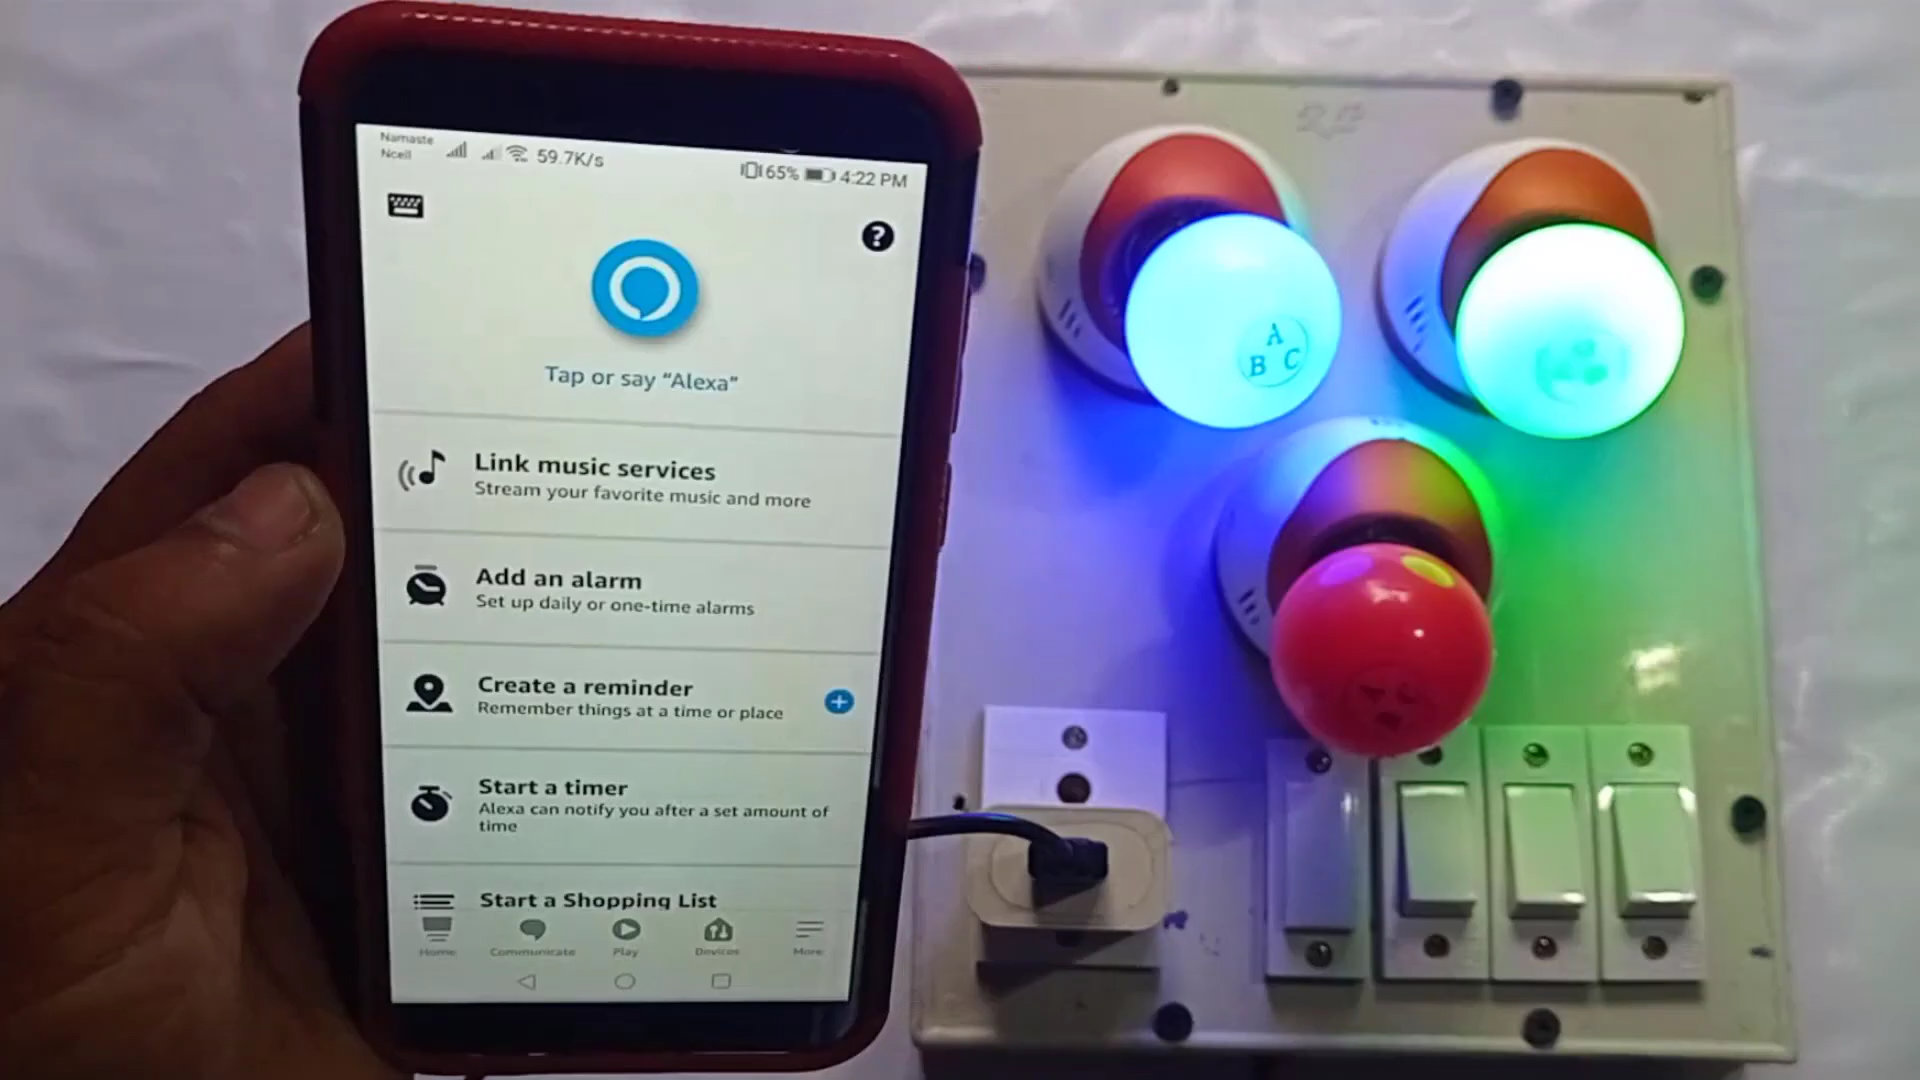 Namaste
Ncell
59.7K/s
65%
4:22 PM
?
Tap or say “Alexa”
Link music services
Stream your favorite music and more
Add an alarm
Set up daily or one-time alarms
Create a reminder
Remember things at a time or place
Start a timer
Alexa can notify you after a set amount of
time
Start a Shopping List
Home
Communicate
Play
Devices
More
A
B C